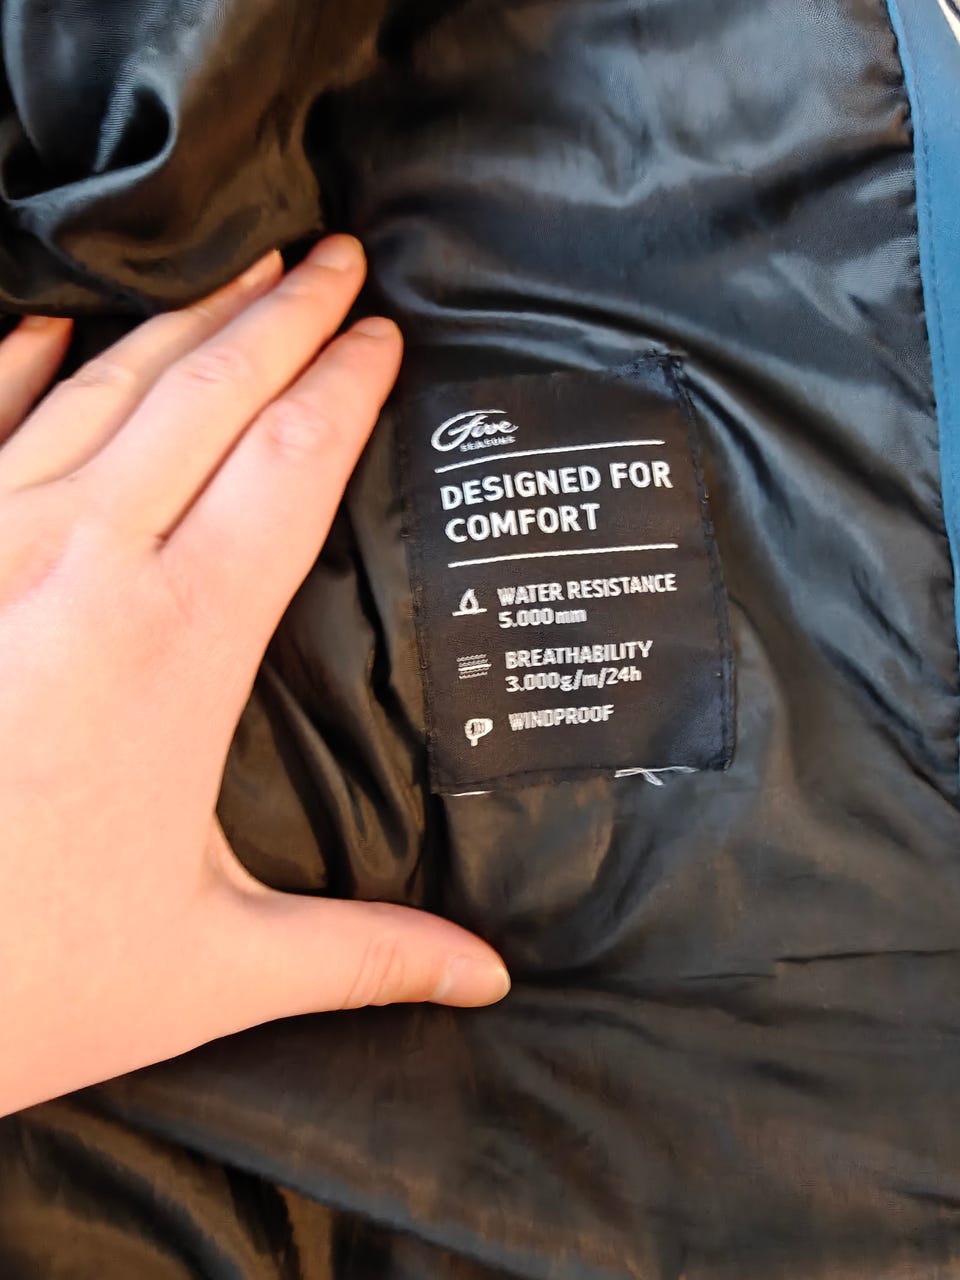 Five
SEASONS
DESIGNED FOR
COMFORT
WATER RESISTANCE
5.000mm
BREATHABILITY
3.000g/m/24h
WINDPROOF